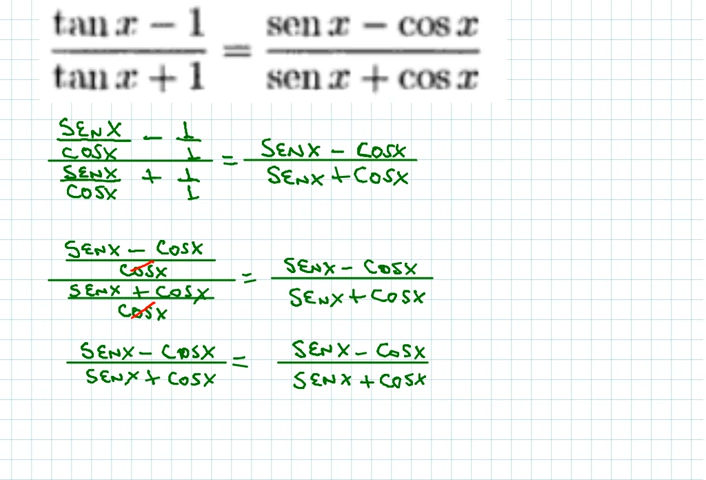 tan x − 1 / tan x + 1 = sen x − cos x / sen x + cos x
SENX / COSX − 1 / 1 / SENX / COSX + 1 / 1 = SENX − COSX / SENX + COSX
SENX − COSX / COSX / SENX + COSX / COSX = SENX − COSX / SENX + COSX
SENX − COSX / SENX + COSX = SENX − COSX / SENX + COSX